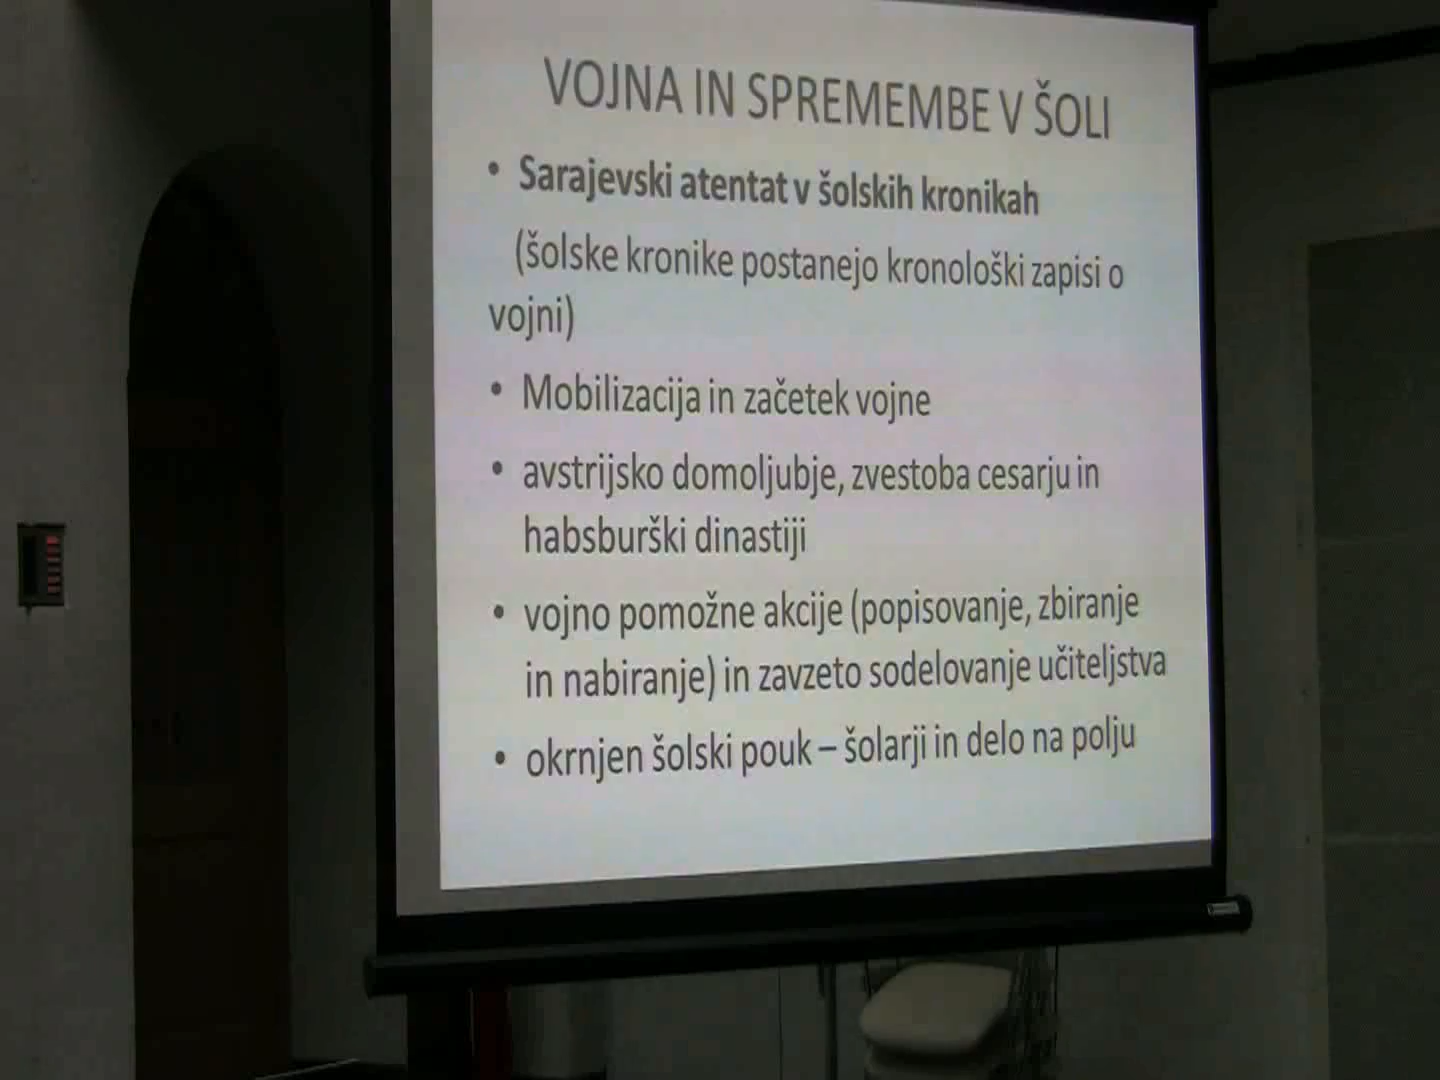 VOJNA IN SPREMEMBE V ŠOLI
• Sarajevski atentat v šolskih kronikah
(šolske kronike postanejo kronološki zapisi o
vojni)
• Mobilizacija in začetek vojne
• avstrijsko domoljubje, zvestoba cesarju in
habsburški dinastiji
• vojno pomožne akcije (popisovanje, zbiranje
in nabiranje) in zavzeto sodelovanje učiteljstva
• okrnjen šolski pouk – šolarji in delo na polju